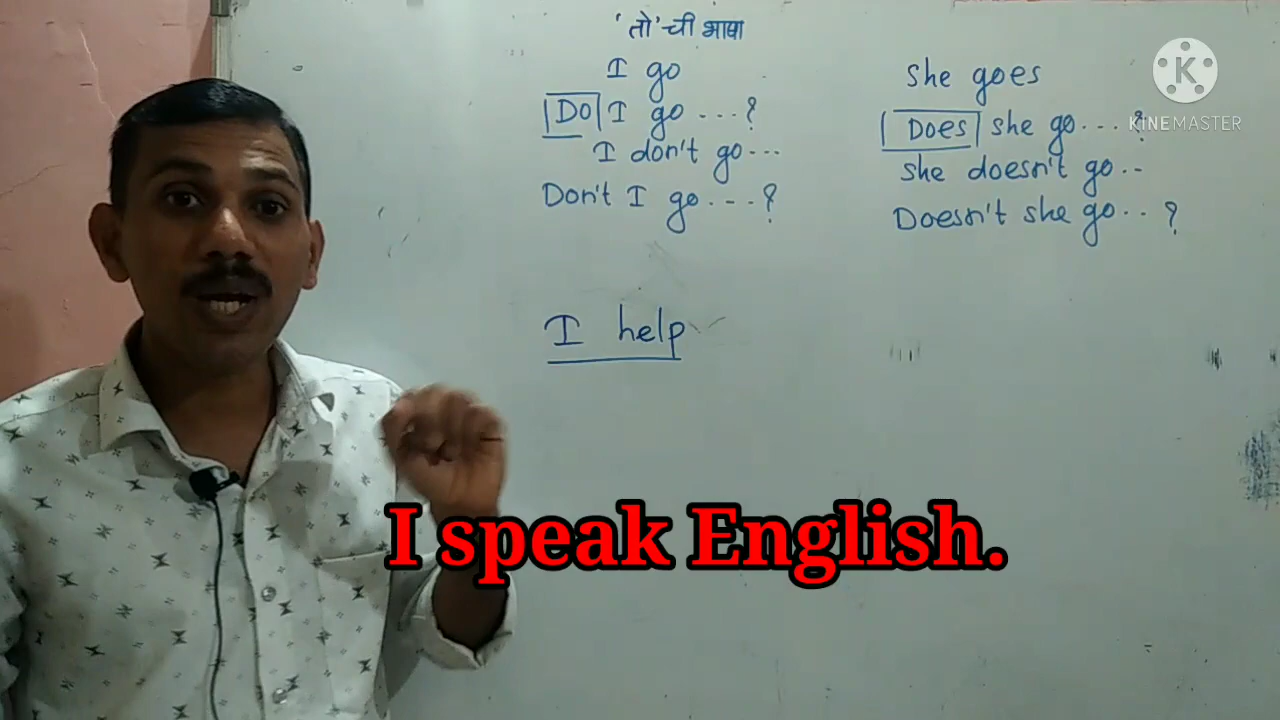 'तो' ची भाषा
I go
Do I go ...?
I don't go...
Don't I go ....?
She goes
Does she go....?
she doesn't go..
Doesn't she go..?
I help
I speak English.
K
KINEMASTER